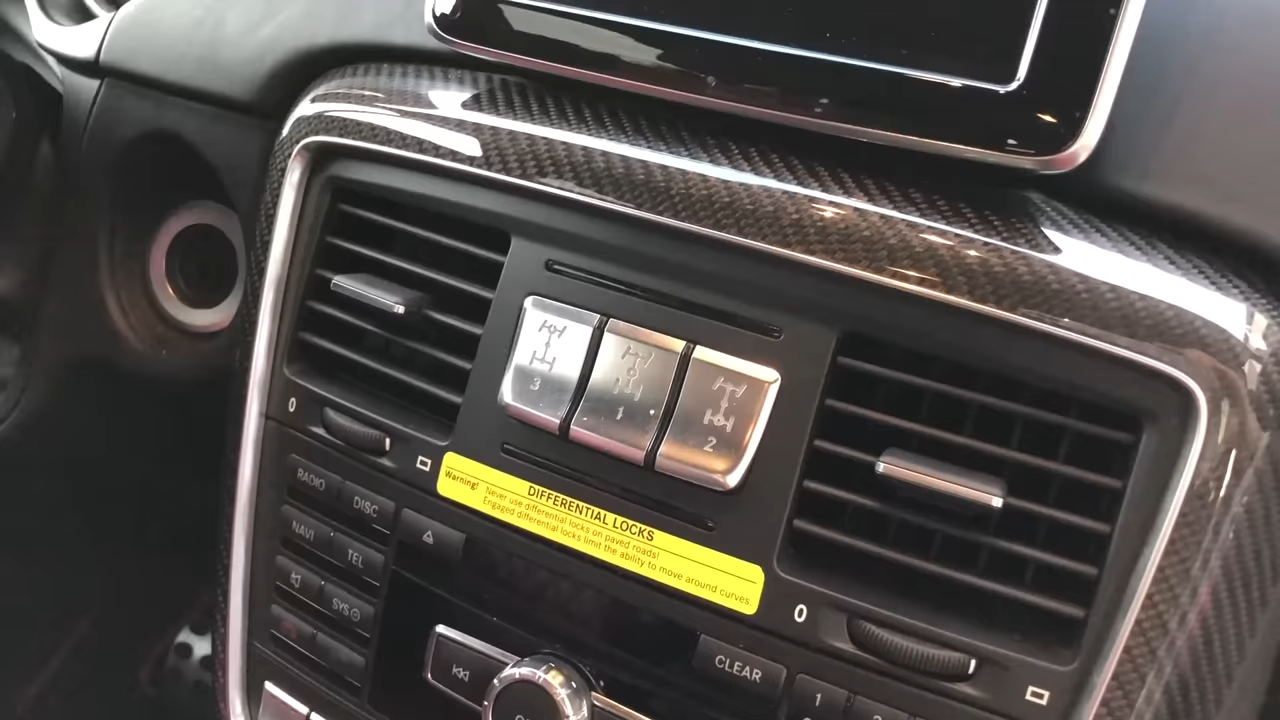 3
1
2
0
DIFFERENTIAL LOCKS
Warning! Never use differential locks on paved roads!
Engaged differential locks limit the ability to move around curves.
RADIO
DISC
NAVI
TEL
SYS
0
CLEAR
1